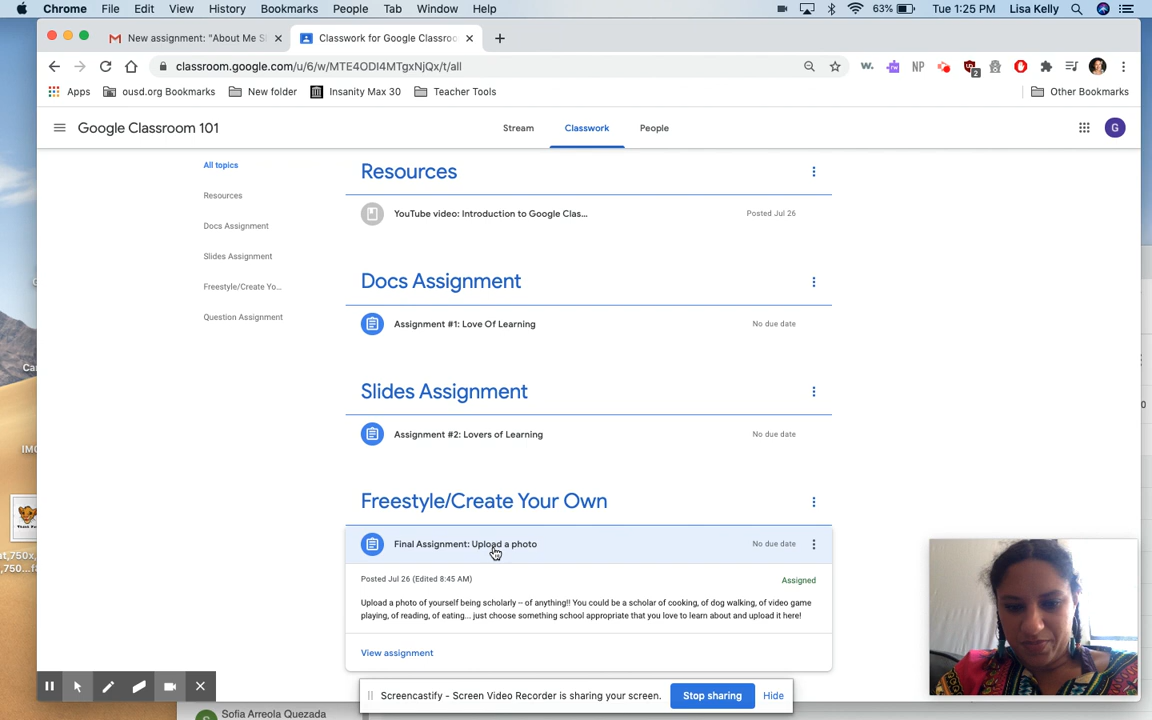 Chrome File Edit View History Bookmarks People Tab Window Help 63% Tue 1:25 PM Lisa Kelly
New assignment: "About Me S Classwork for Google Classroo
classroom.google.com/u/6/w/MTE4ODI4MTgxNjQx/t/all
Apps ousd.org Bookmarks New folder Insanity Max 30 Teacher Tools Other Bookmarks
Google Classroom 101 Stream Classwork People G
All topics
Resources
Docs Assignment
Slides Assignment
Freestyle/Create Yo...
Question Assignment
Resources
YouTube video: Introduction to Google Clas... Posted Jul 26
Docs Assignment
Assignment #1: Love Of Learning No due date
Slides Assignment
Assignment #2: Lovers of Learning No due date
Freestyle/Create Your Own
Final Assignment: Upload a photo No due date
Posted Jul 26 (Edited 8:45 AM) Assigned
Upload a photo of yourself being scholarly -- of anything!! You could be a scholar of cooking, of dog walking, of video game
playing, of reading, of eating... just choose something school appropriate that you love to learn about and upload it here!
View assignment
Screencastify - Screen Video Recorder is sharing your screen. Stop sharing Hide
Sofia Arreola Quezada